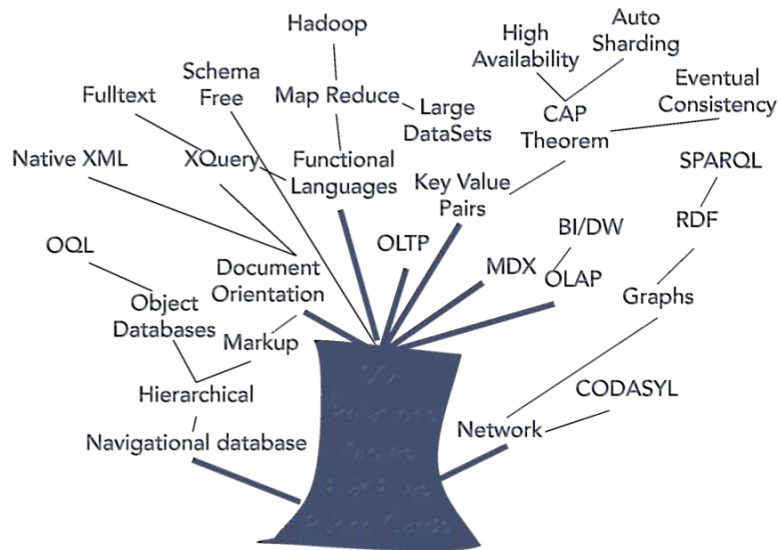 Hadoop
High
Availability
Auto
Sharding
Schema
Free
Fulltext
Map Reduce
Large
DataSets
CAP
Theorem
Eventual
Consistency
Native XML
XQuery
Functional
Languages
Key Value
Pairs
SPARQL
RDF
OQL
Document
Orientation
OLTP
MDX
BI/DW
OLAP
Graphs
Object
Databases
Markup
Hierarchical
CODASYL
Navigational database
Network